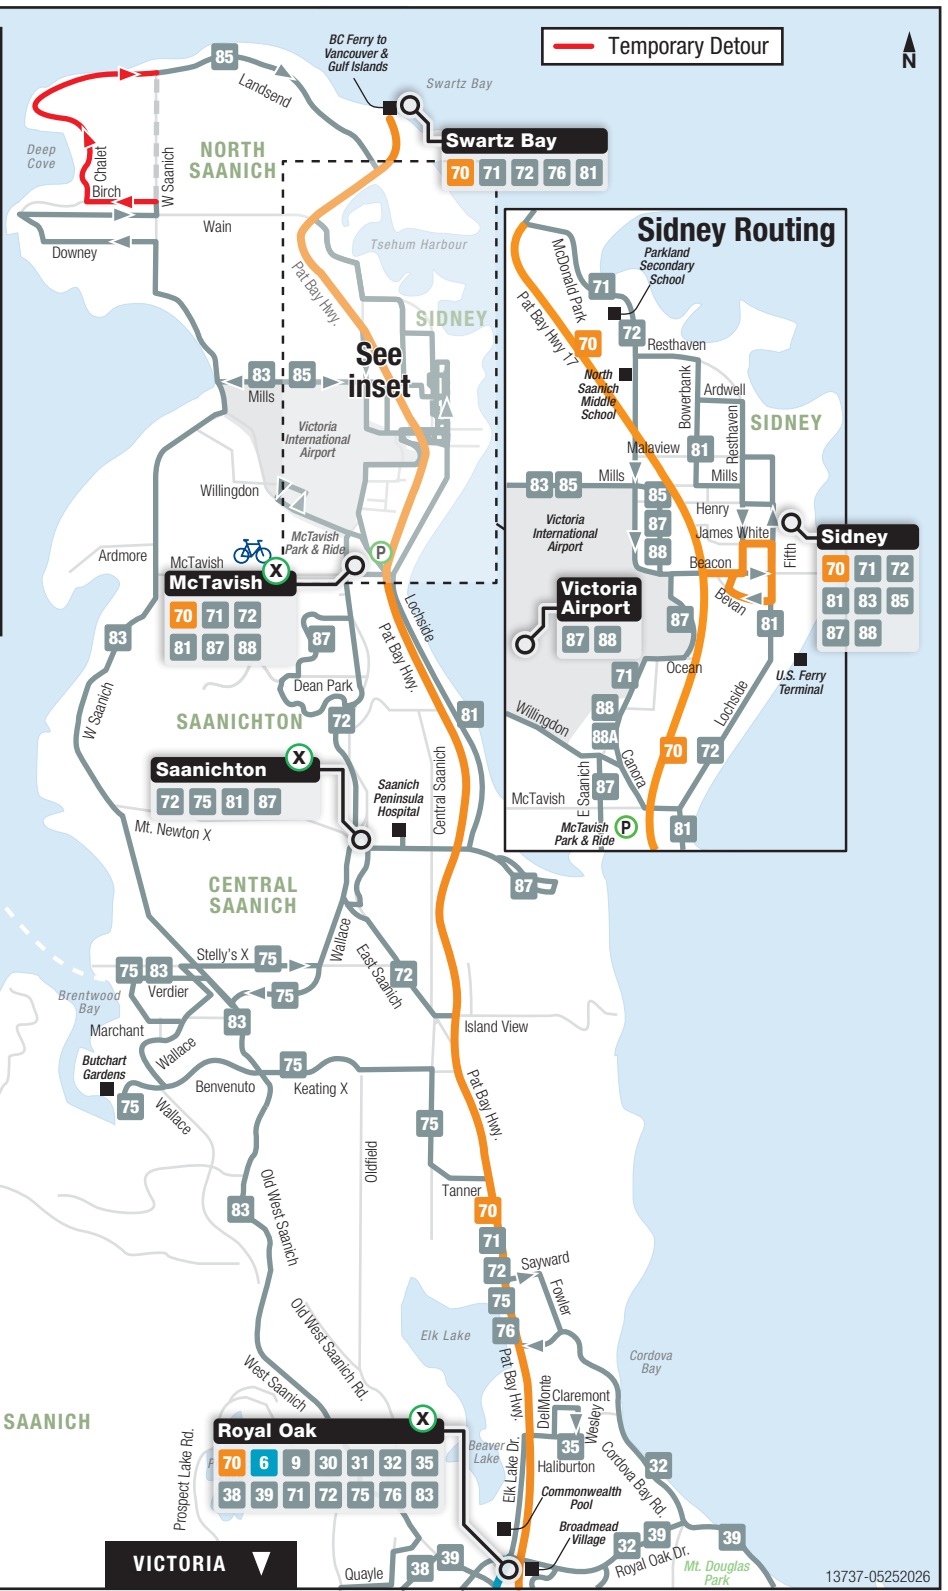 Temporary Detour
N
BC Ferry to
Vancouver &
Gulf Islands
Swartz Bay
85
Landsend
Deep
Cove
Chalet
Birch
W Saanich
NORTH
SAANICH
Swartz Bay
70 71 72 76 81
Wain
Downey
Tsehum Harbour
Pat Bay Hwy.
SIDNEY
See
inset
83 85
Mills
Victoria
International
Airport
Willingdon
McTavish
Park & Ride
P
Ardmore
McTavish
X
McTavish
70 71 72
81 87 88
83
W Saanich
87
Dean Park
72
SAANICHTON
Lochside
Pat Bay Hwy.
81
X
Saanichton
72 75 81 87
Saanich
Peninsula
Hospital
Central Saanich
Mt. Newton X
87
CENTRAL
SAANICH
Wallace
East Saanich
Stelly's X
75
75 83
Verdier
75
72
Brentwood
Bay
Marchant
83
Island View
Butchart
Gardens
Wallace
75
Benvenuto
Keating X
75
Wallace
75
Pat Bay Hwy.
Oldfield
Tanner
83
Old West Saanich
70
71
72
75
76
Sayward
Fowler
Elk Lake
Old West Saanich Rd.
West Saanich
Pat Bay Hwy.
Cordova
Bay
SAANICH
DelMonte
Claremont
Wesley
35
Haliburton
Beaver
Lake
Elk Lake Dr.
Cordova Bay Rd.
32
X
Royal Oak
70 6 9 30 31 32 35
38 39 71 72 75 76 83
Prospect Lake Rd.
Commonwealth
Pool
Broadmead
Village
VICTORIA
Quayle
38
39
32
39
Royal Oak Dr.
39
Mt. Douglas
Park
13737-05252026
Sidney Routing
McDonald Park
71
Parkland
Secondary
School
Pat Bay Hwy 17
70
72
Resthaven
North
Saanich
Middle
School
Bowerbank
Ardwell
Resthaven
SIDNEY
Malaview
81
Mills
Mills
83 85
85
87
88
Henry
James White
Victoria
International
Airport
Fifth
Beacon
Bevan
Sidney
70 71 72
81 83 85
87 88
Victoria
Airport
87 88
87
81
Ocean
71
U.S. Ferry
Terminal
Willingdon
88
88A
Lochside
70
72
E Saanich
87
Canora
McTavish
McTavish
Park & Ride
P
81